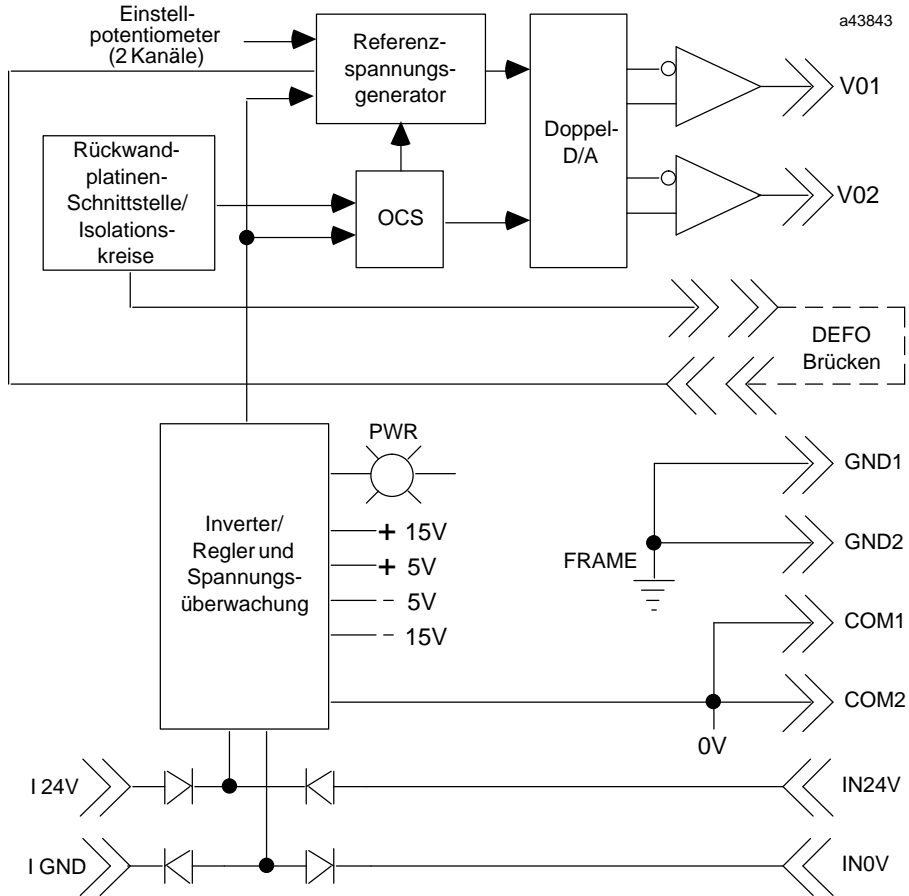 a43843
Einstell-
potentiometer
(2 Kanäle)
Referenz-
spannungs-
generator
V01
Doppel-
D/A
Rückwand-
platinen-
Schnittstelle/
Isolations-
kreise
OCS
V02
DEFO
Brücken
PWR
GND1
Inverter/
Regler und
Spannungs-
überwachung
+ 15V
+ 5V
- 5V
- 15V
FRAME
GND2
COM1
COM2
0V
I 24V
IN24V
I GND
IN0V